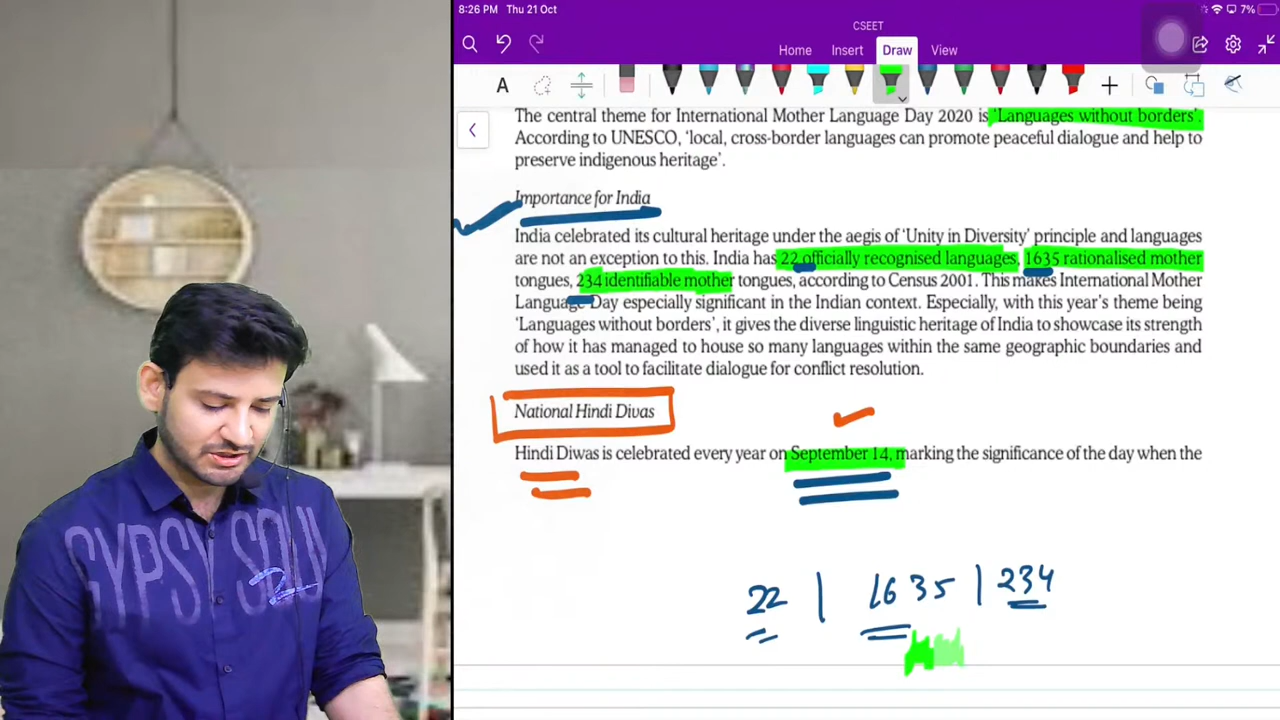 8:26 PM Thu 21 Oct
7%
CSEET
Home Insert Draw View
A
The central theme for International Mother Language Day 2020 is 'Languages without borders'.
According to UNESCO, 'local, cross-border languages can promote peaceful dialogue and help to
preserve indigenous heritage'.
Importance for India
India celebrated its cultural heritage under the aegis of 'Unity in Diversity' principle and languages
are not an exception to this. India has 22 officially recognised languages, 1635 rationalised mother
tongues, 234 identifiable mother tongues, according to Census 2001. This makes International Mother
Language Day especially significant in the Indian context. Especially, with this year's theme being
'Languages without borders', it gives the diverse linguistic heritage of India to showcase its strength
of how it has managed to house so many languages within the same geographic boundaries and
used it as a tool to facilitate dialogue for conflict resolution.
National Hindi Divas
Hindi Diwas is celebrated every year on September 14, marking the significance of the day when the
22 | 1635 | 234
GYPSY SOUL